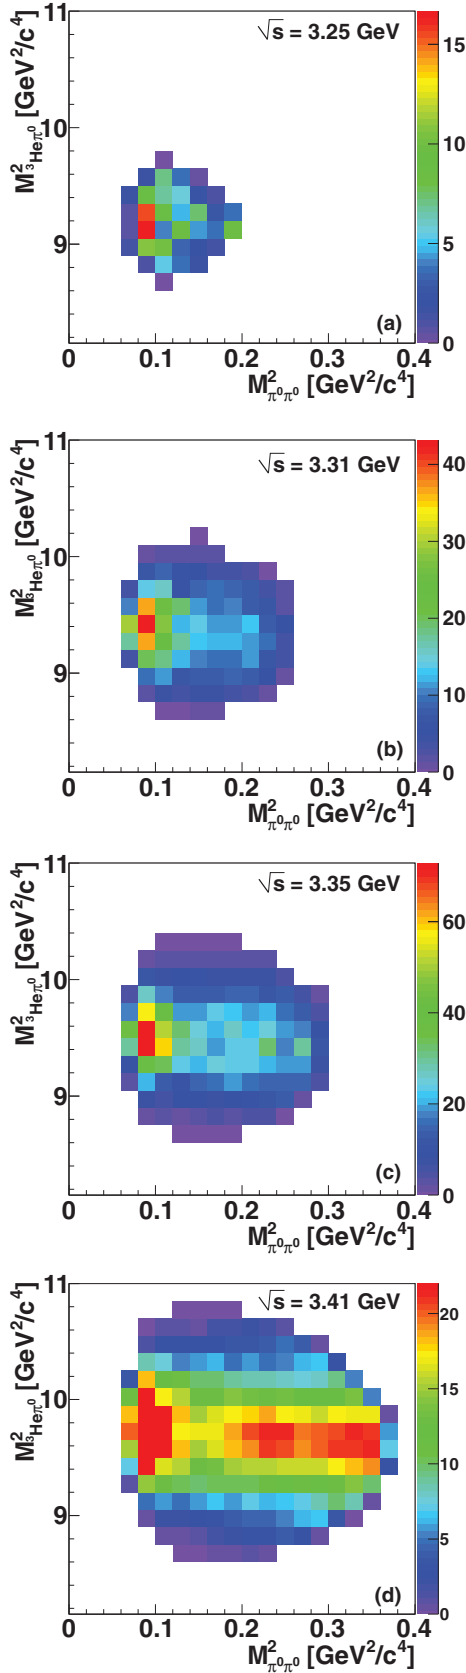 11
10
9
0 0.1 0.2 0.3 0.4
15
10
5
0
√s = 3.25 GeV
(a)
M²₃Heπ⁰ [GeV²/c⁴]
M²π⁰π⁰ [GeV²/c⁴]
11
10
9
0 0.1 0.2 0.3 0.4
40
30
20
10
0
√s = 3.31 GeV
(b)
M²₃Heπ⁰ [GeV²/c⁴]
M²π⁰π⁰ [GeV²/c⁴]
11
10
9
0 0.1 0.2 0.3 0.4
60
40
20
0
√s = 3.35 GeV
(c)
M²₃Heπ⁰ [GeV²/c⁴]
M²π⁰π⁰ [GeV²/c⁴]
11
10
9
0 0.1 0.2 0.3 0.4
20
15
10
5
0
√s = 3.41 GeV
(d)
M²₃Heπ⁰ [GeV²/c⁴]
M²π⁰π⁰ [GeV²/c⁴]